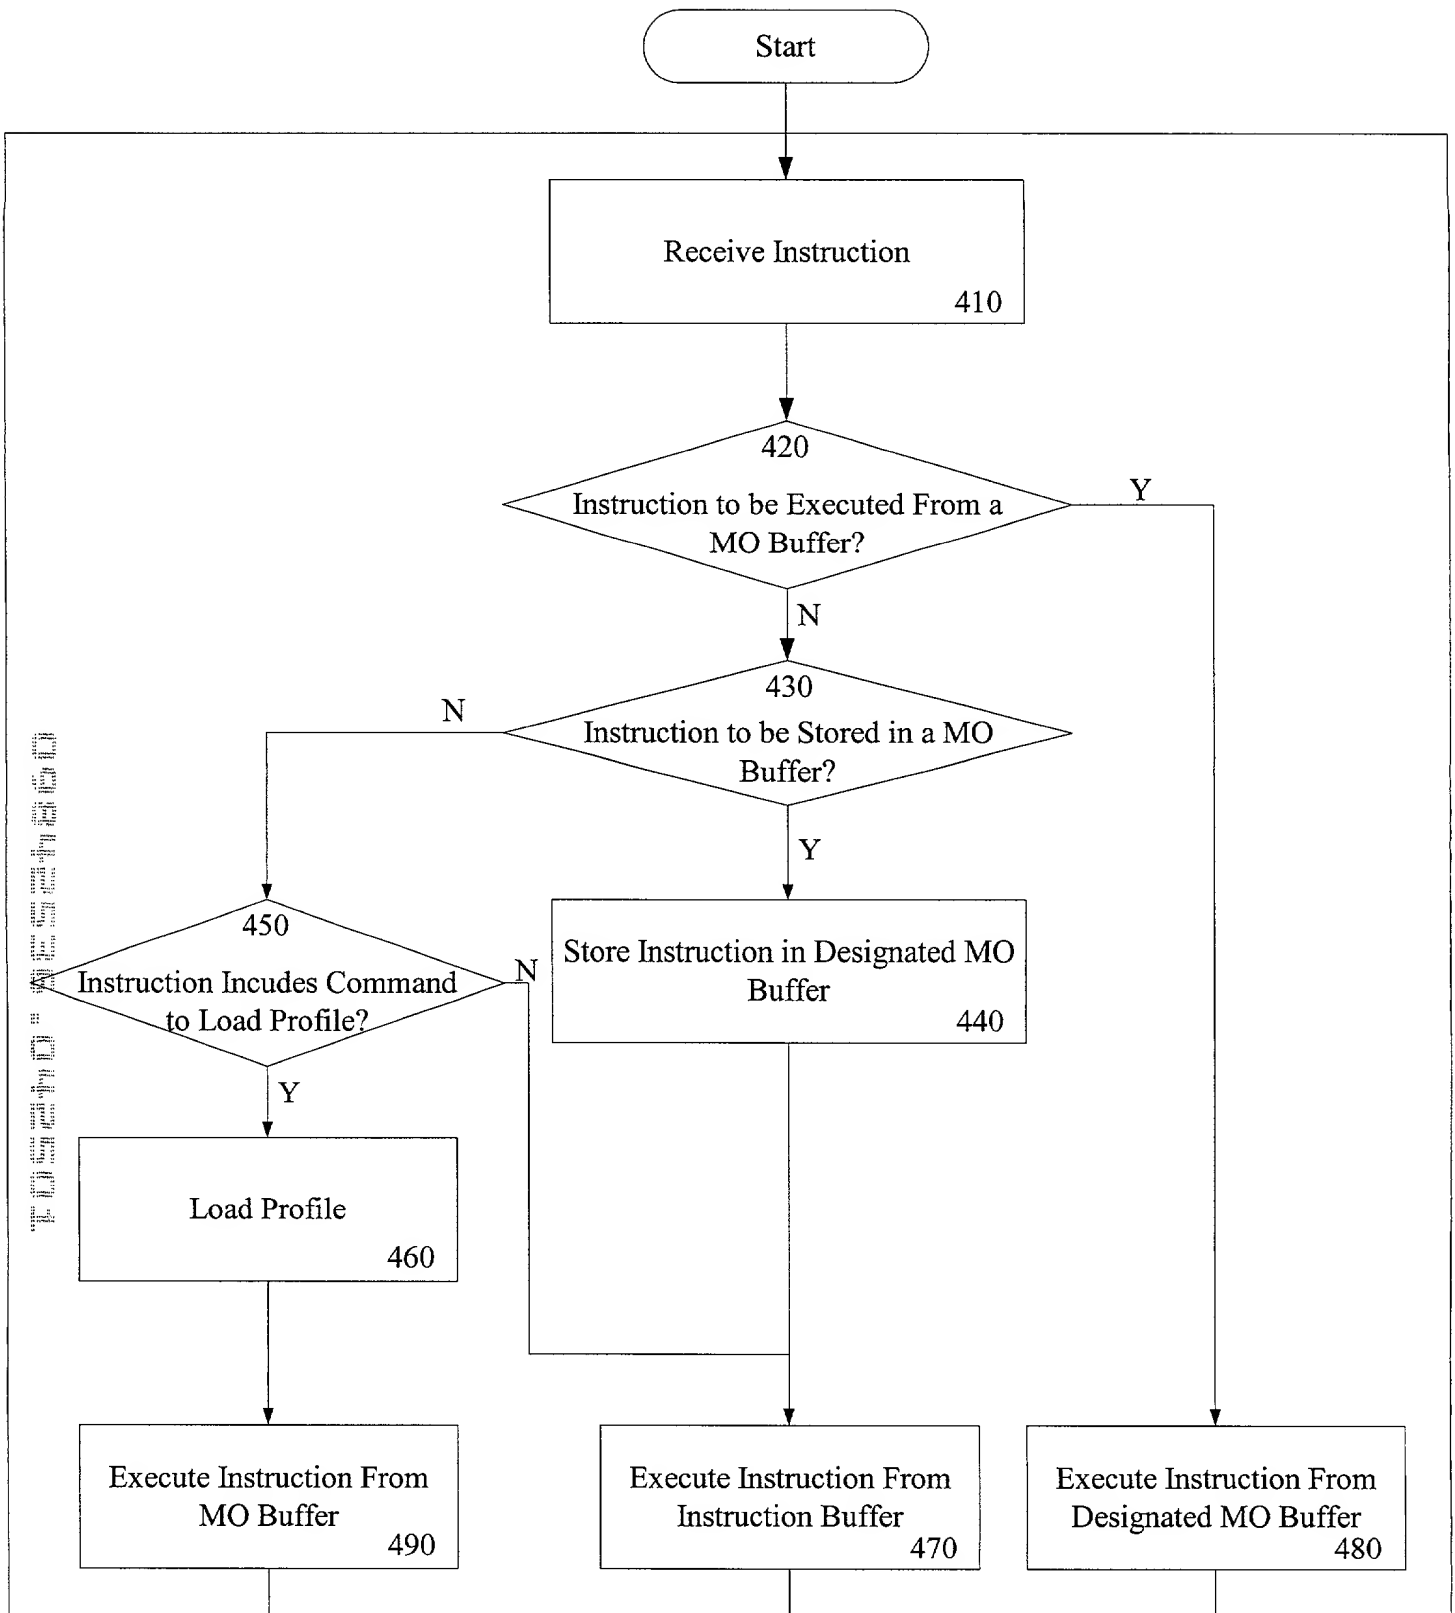 Start
Receive Instruction
410
420
Instruction to be Executed From a
MO Buffer?
Y
N
430
Instruction to be Stored in a MO
Buffer?
N
Y
450
Instruction Incudes Command
to Load Profile?
N
Y
Store Instruction in Designated MO
Buffer
440
Load Profile
460
Execute Instruction From
MO Buffer
490
Execute Instruction From
Instruction Buffer
470
Execute Instruction From
Designated MO Buffer
480